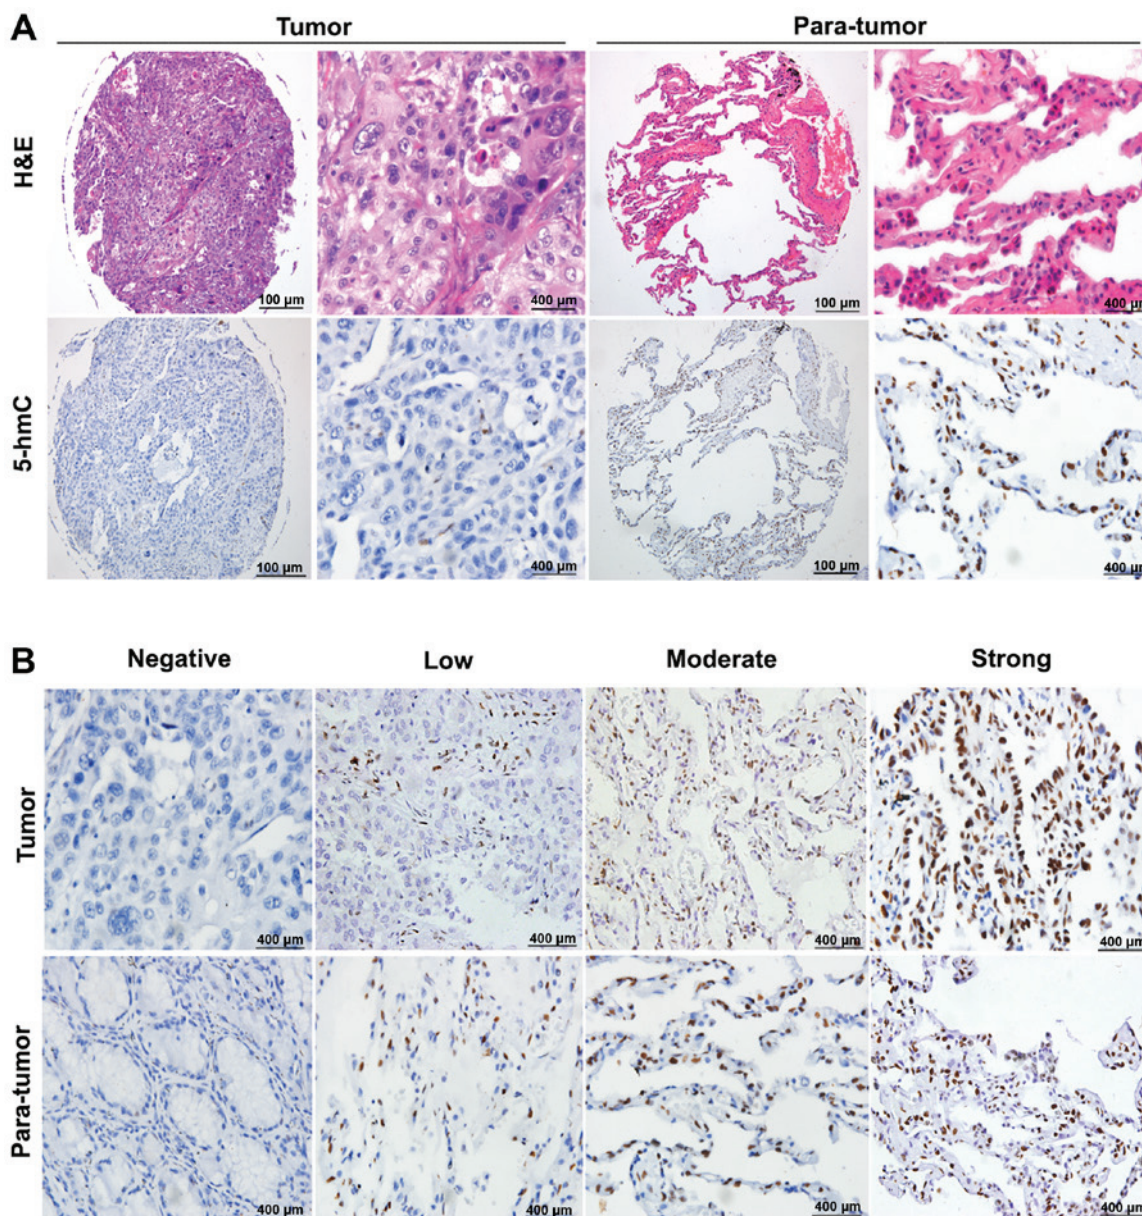 A
Tumor Para-tumor
H&E
100 µm 400 µm 100 µm 400 µm
5-hmC
100 µm 400 µm 100 µm 400 µm
B
Negative Low Moderate Strong
Tumor
400 µm 400 µm 400 µm 400 µm
Para-tumor
400 µm 400 µm 400 µm 400 µm